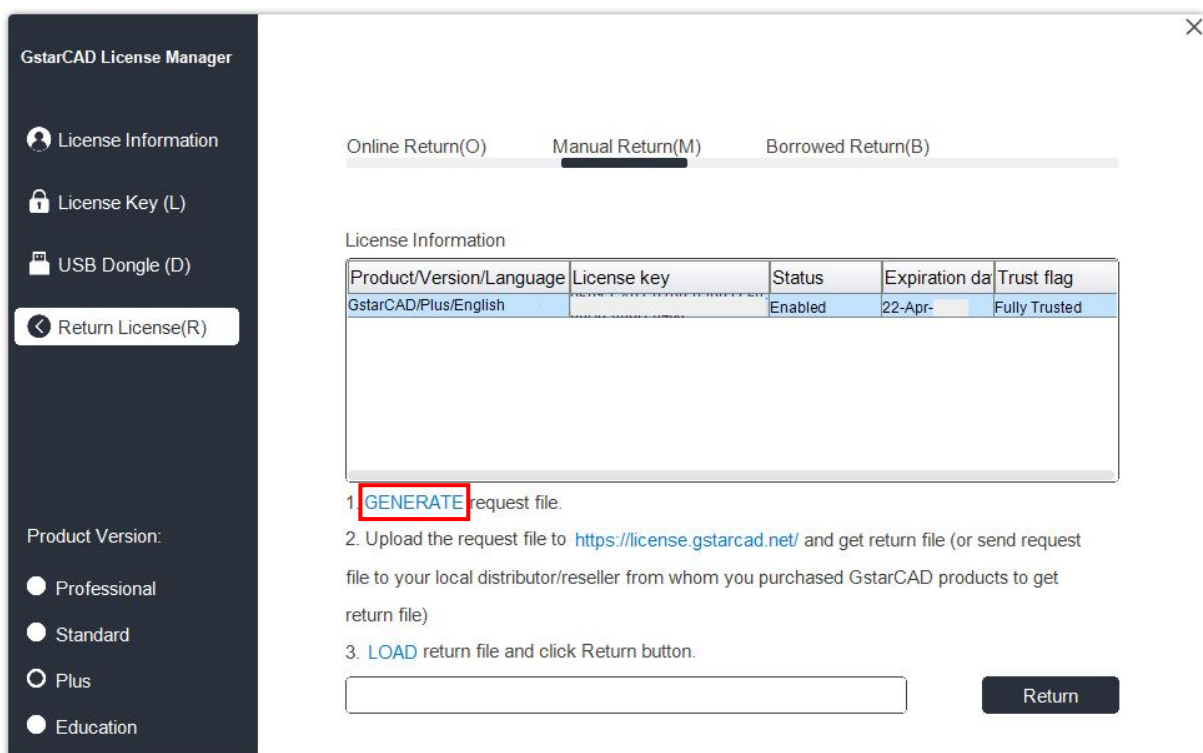 GstarCAD License Manager
License Information
License Key (L)
USB Dongle (D)
Return License(R)
Product Version:
Professional
Standard
Plus
Education
Online Return(O) Manual Return(M) Borrowed Return(B)
License Information
Product/Version/Language License key Status Expiration da Trust flag
GstarCAD/Plus/English Enabled 22-Apr- Fully Trusted
1. GENERATE request file.
2. Upload the request file to https://license.gstarcad.net/ and get return file (or send request
file to your local distributor/reseller from whom you purchased GstarCAD products to get
return file)
3. LOAD return file and click Return button.
Return